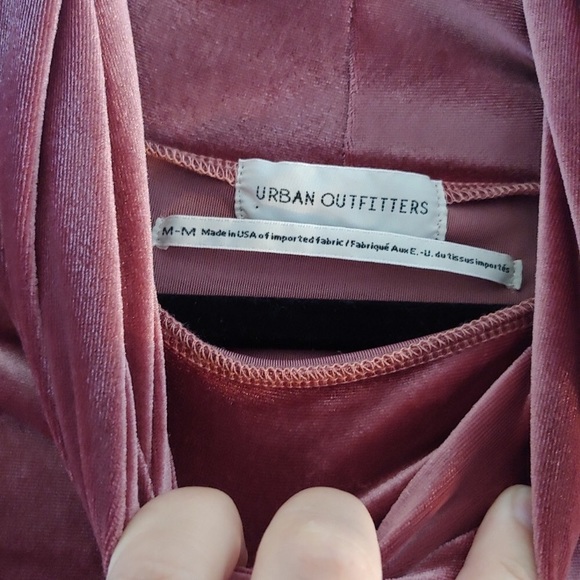 URBAN OUTFITTERS
M-M Made in USA of imported fabric / Fabriqué Aux E.-U. du tissus importés